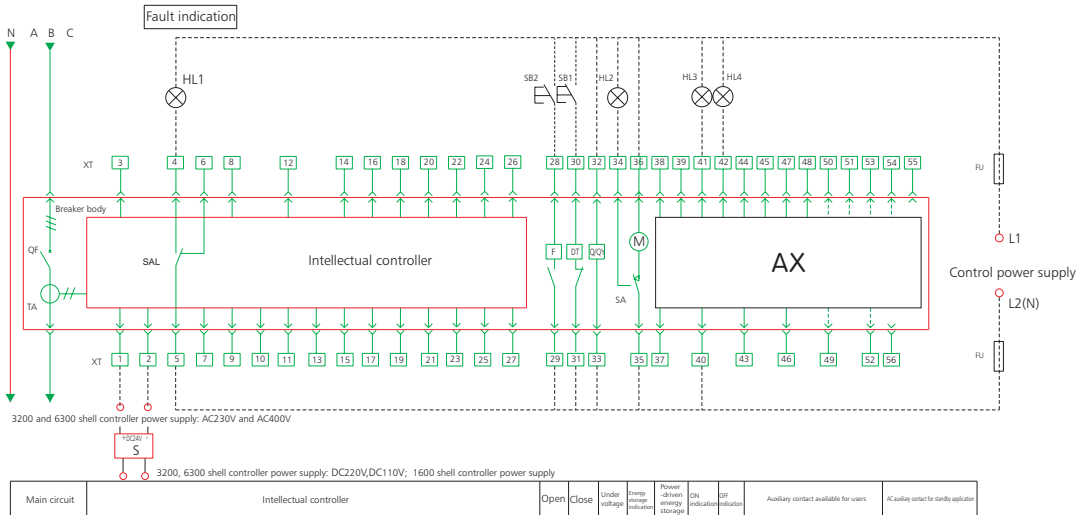 Fault indication
N A B C
HL1
SB2 SB1 HL2 HL3 HL4
XT 3 4 6 8 12 14 16 18 20 22 24 26 28 30 32 34 36 38 39 41 42 44 45 47 48 50 51 53 54 55
FU
Breaker body
QF
SAL
Intellectual controller
F DT Q/QY M
AX
L1
Control power supply
L2(N)
TA
SA
XT 1 2 5 7 9 10 11 13 15 17 19 21 23 25 27 29 31 33 35 37 40 43 46 49 52 56
FU
3200 and 6300 shell controller power supply: AC230V and AC400V
+DC24V -
S
3200, 6300 shell controller power supply: DC220V,DC110V; 1600 shell controller power supply
Main circuit
Intellectual controller
Open
Close
Under
voltage
Energy
storage
indication
Power
-driven
energy
storage
ON
indication
OFF
indication
Auxiliary contact available for users
AC auxiliary contact for standby application